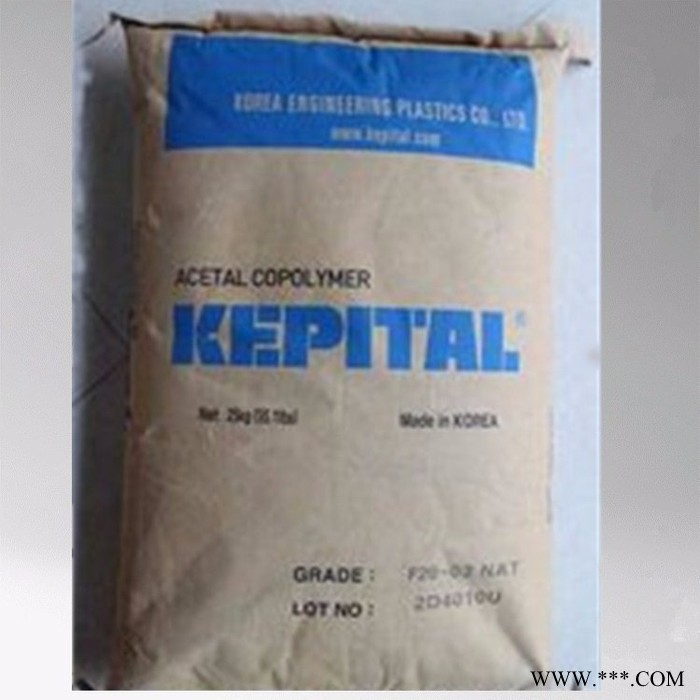 KOREA ENGINEERING PLASTICS CO., LTD.
www.kepital.com
ACETAL COPOLYMER
KEPITAL®
Net. 25kg (55.1lbs)
Made in KOREA
GRADE : F20-03 NAT
LOT NO : 2D4010U
WWW.***.COM